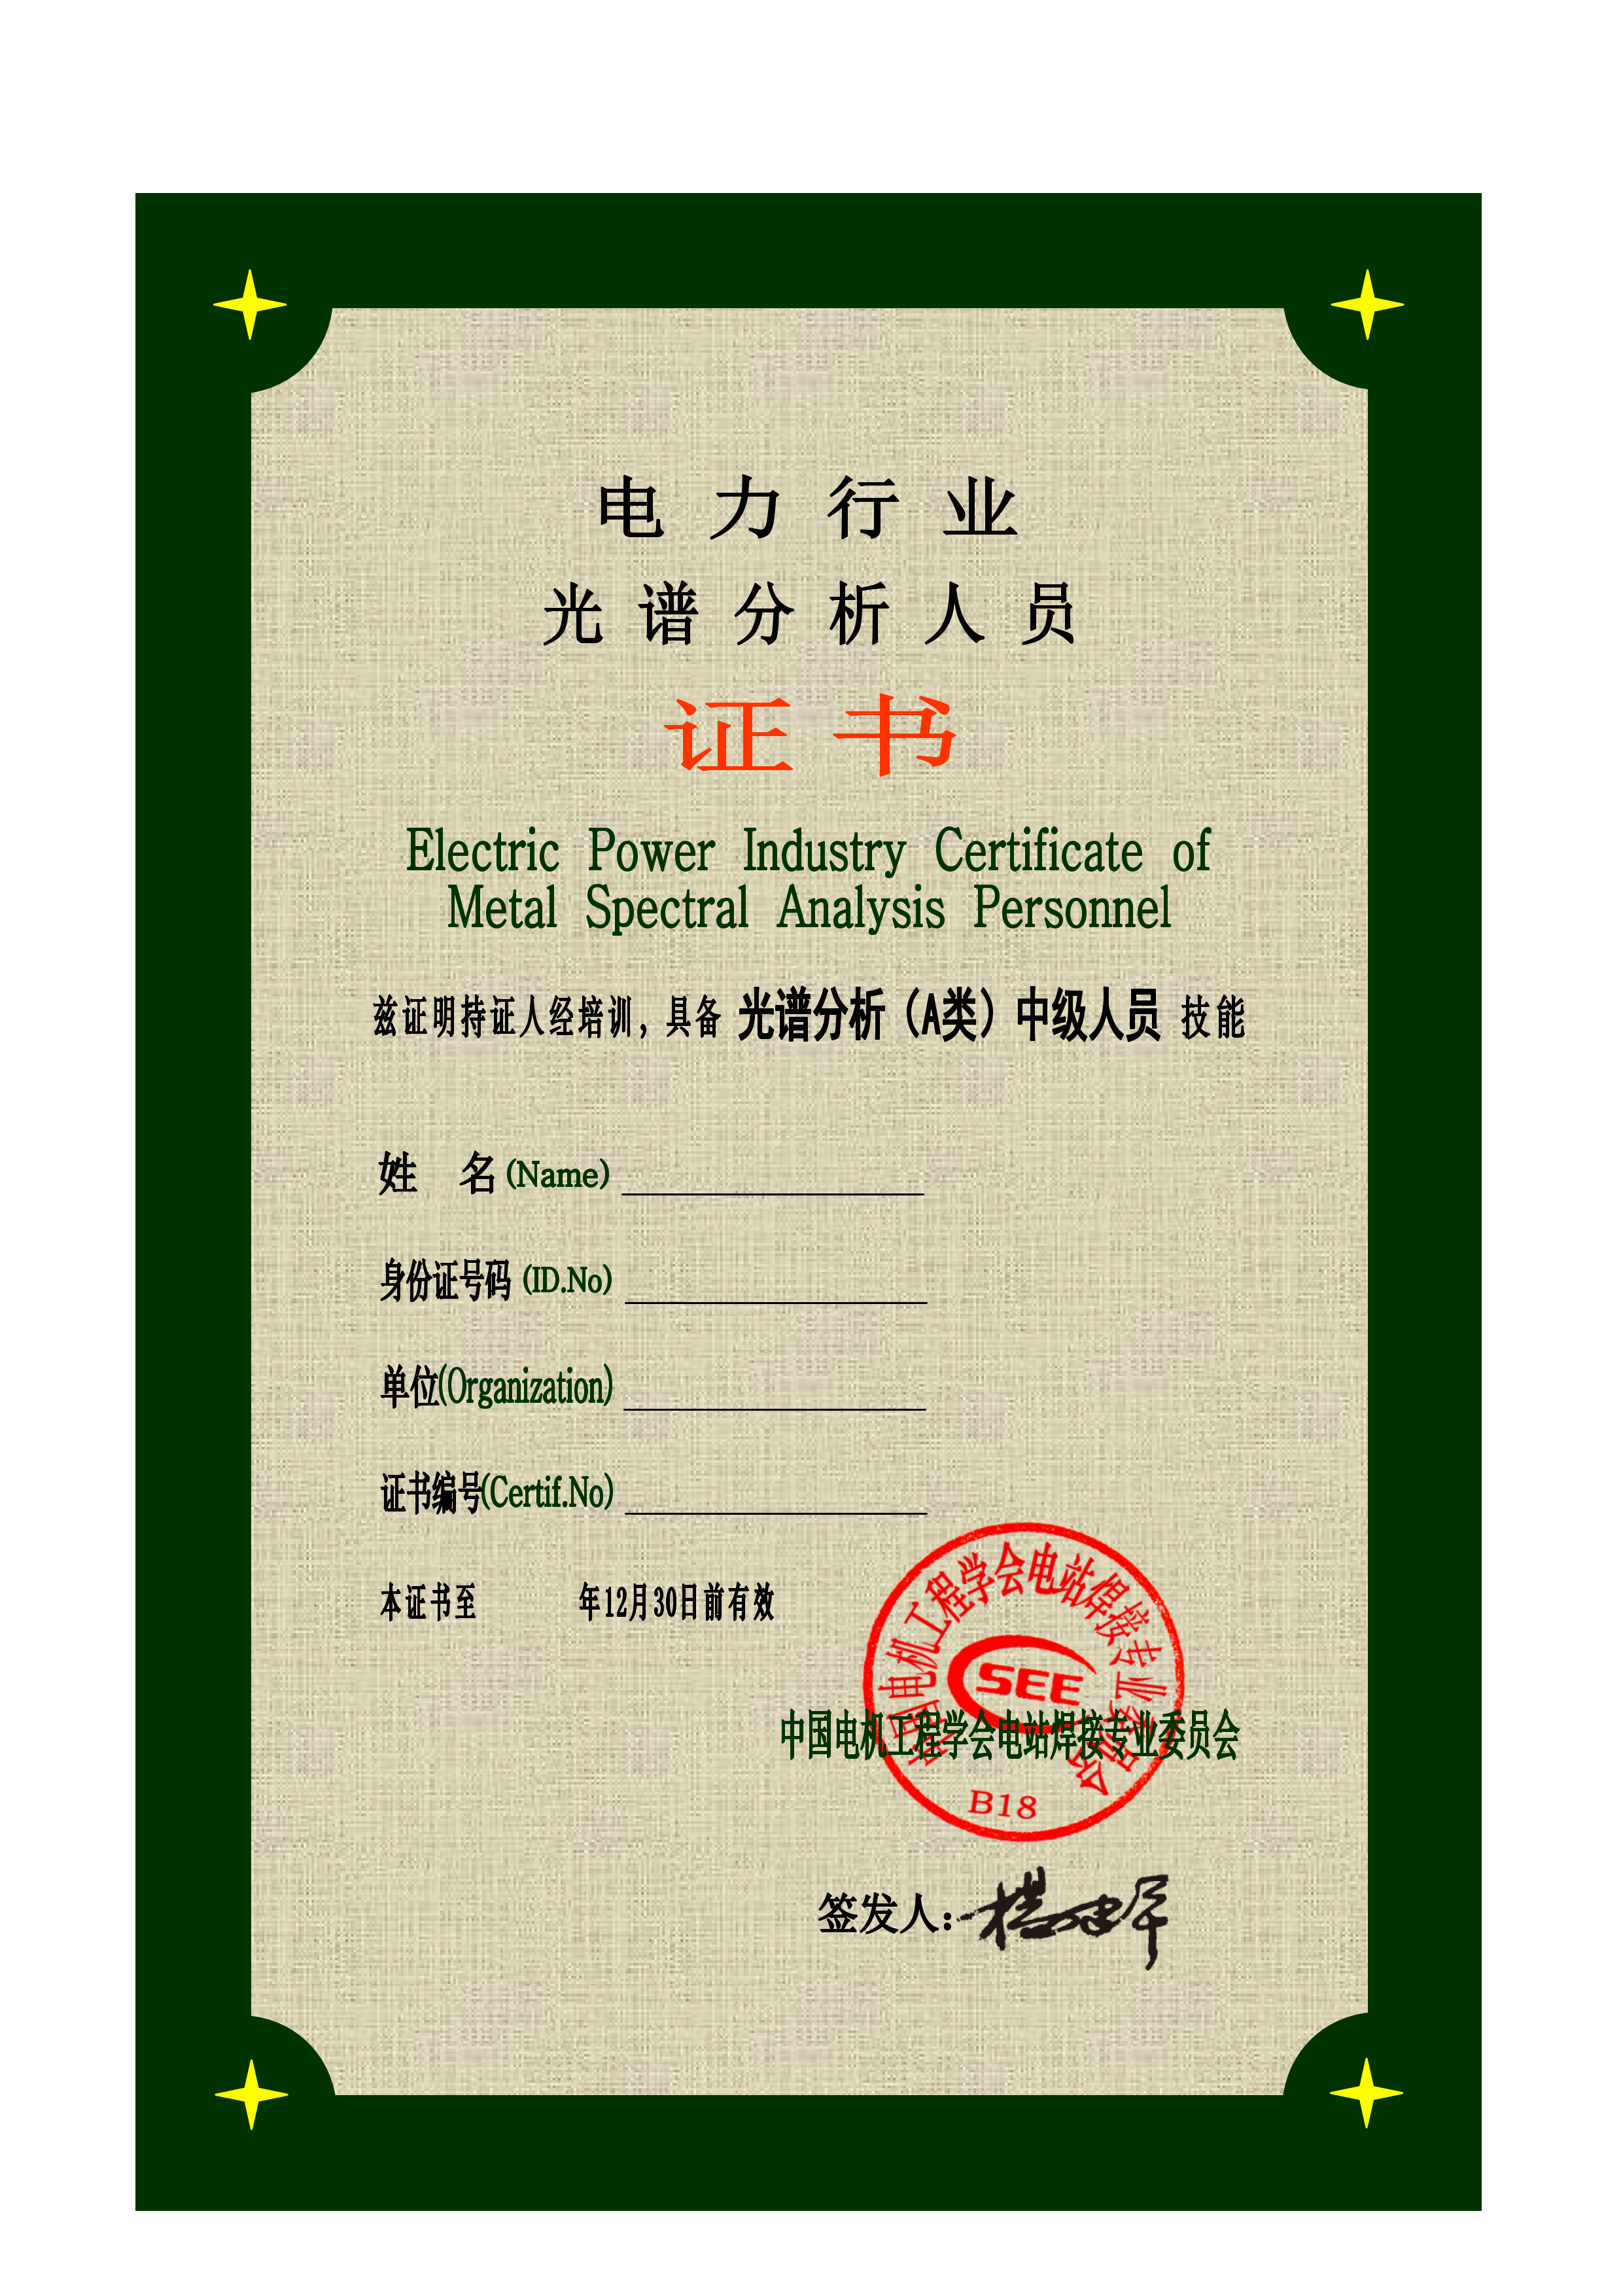 电力行业
光谱分析人员
证书
Electric Power Industry Certificate of
Metal Spectral Analysis Personnel
兹证明持证人经培训，具备 光谱分析（A类）中级人员 技能
姓 名 (Name)
身份证号码 (ID.No)
单位(Organization)
证书编号(Certif.No)
本证书至 年12月30日前有效
中国电机工程学会电站焊接专业委员会
SEE
中国电机工程学会电站焊接专业委员会
B18
签发人：